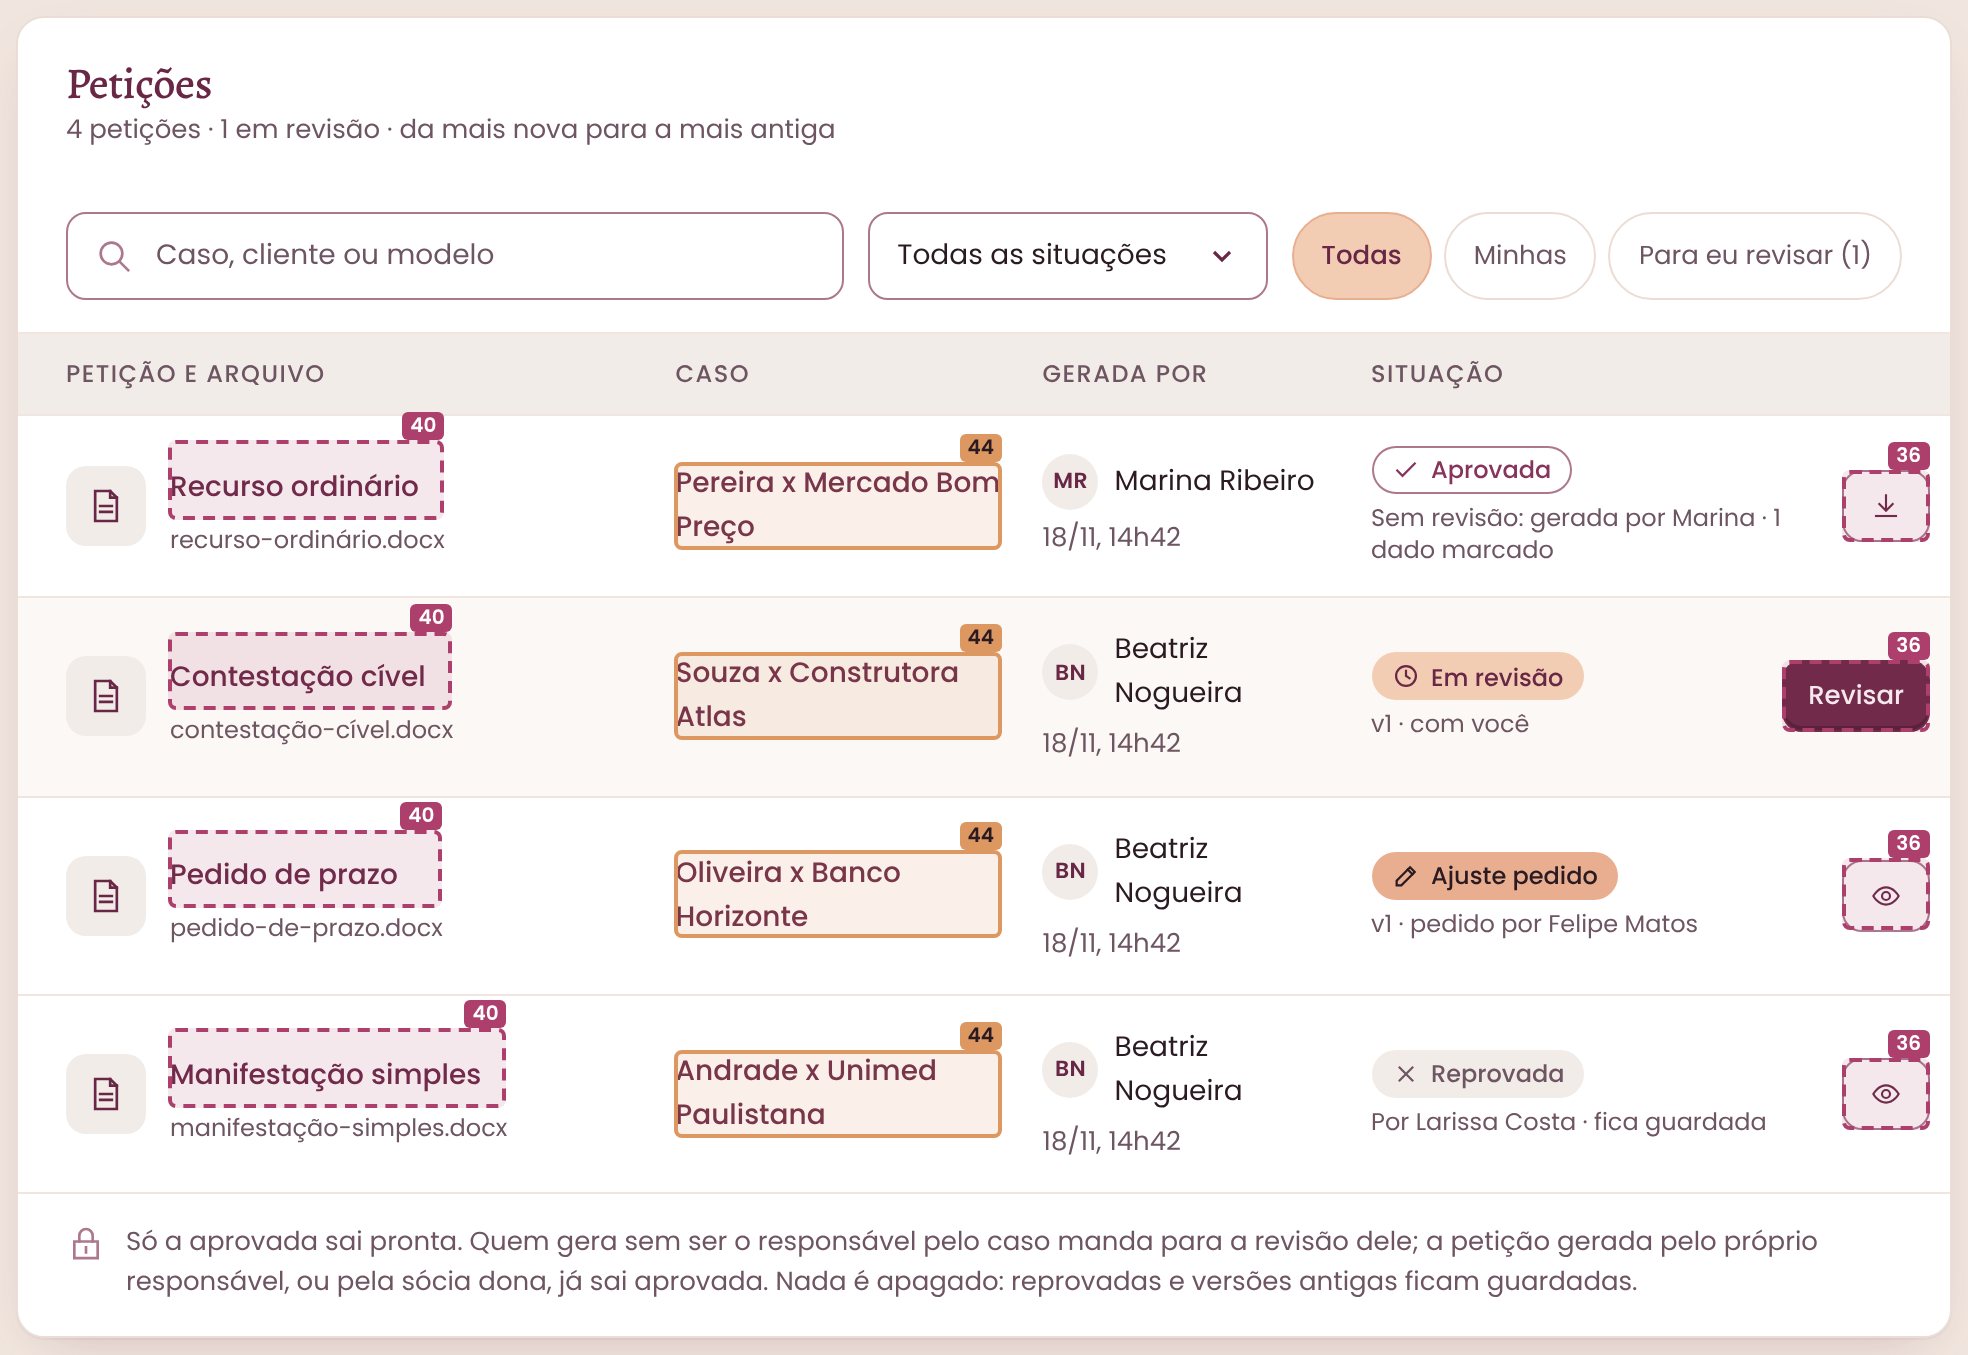 Petições
4 petições · 1 em revisão · da mais nova para a mais antiga
Caso, cliente ou modelo
Todas as situações
Todas
Minhas
Para eu revisar (1)
PETIÇÃO E ARQUIVO
CASO
GERADA POR
SITUAÇÃO
40
Recurso ordinário
recurso-ordinário.docx
44
Pereira x Mercado Bom
Preço
MR
Marina Ribeiro
18/11, 14h42
Aprovada
Sem revisão: gerada por Marina · 1
dado marcado
36
40
Contestação cível
contestação-cível.docx
44
Souza x Construtora
Atlas
BN
Beatriz
Nogueira
18/11, 14h42
Em revisão
v1 · com você
36
Revisar
40
Pedido de prazo
pedido-de-prazo.docx
44
Oliveira x Banco
Horizonte
BN
Beatriz
Nogueira
18/11, 14h42
Ajuste pedido
v1 · pedido por Felipe Matos
36
40
Manifestação simples
manifestação-simples.docx
44
Andrade x Unimed
Paulistana
BN
Beatriz
Nogueira
18/11, 14h42
Reprovada
Por Larissa Costa · fica guardada
36
Só a aprovada sai pronta. Quem gera sem ser o responsável pelo caso manda para a revisão dele; a petição gerada pelo próprio
responsável, ou pela sócia dona, já sai aprovada. Nada é apagado: reprovadas e versões antigas ficam guardadas.